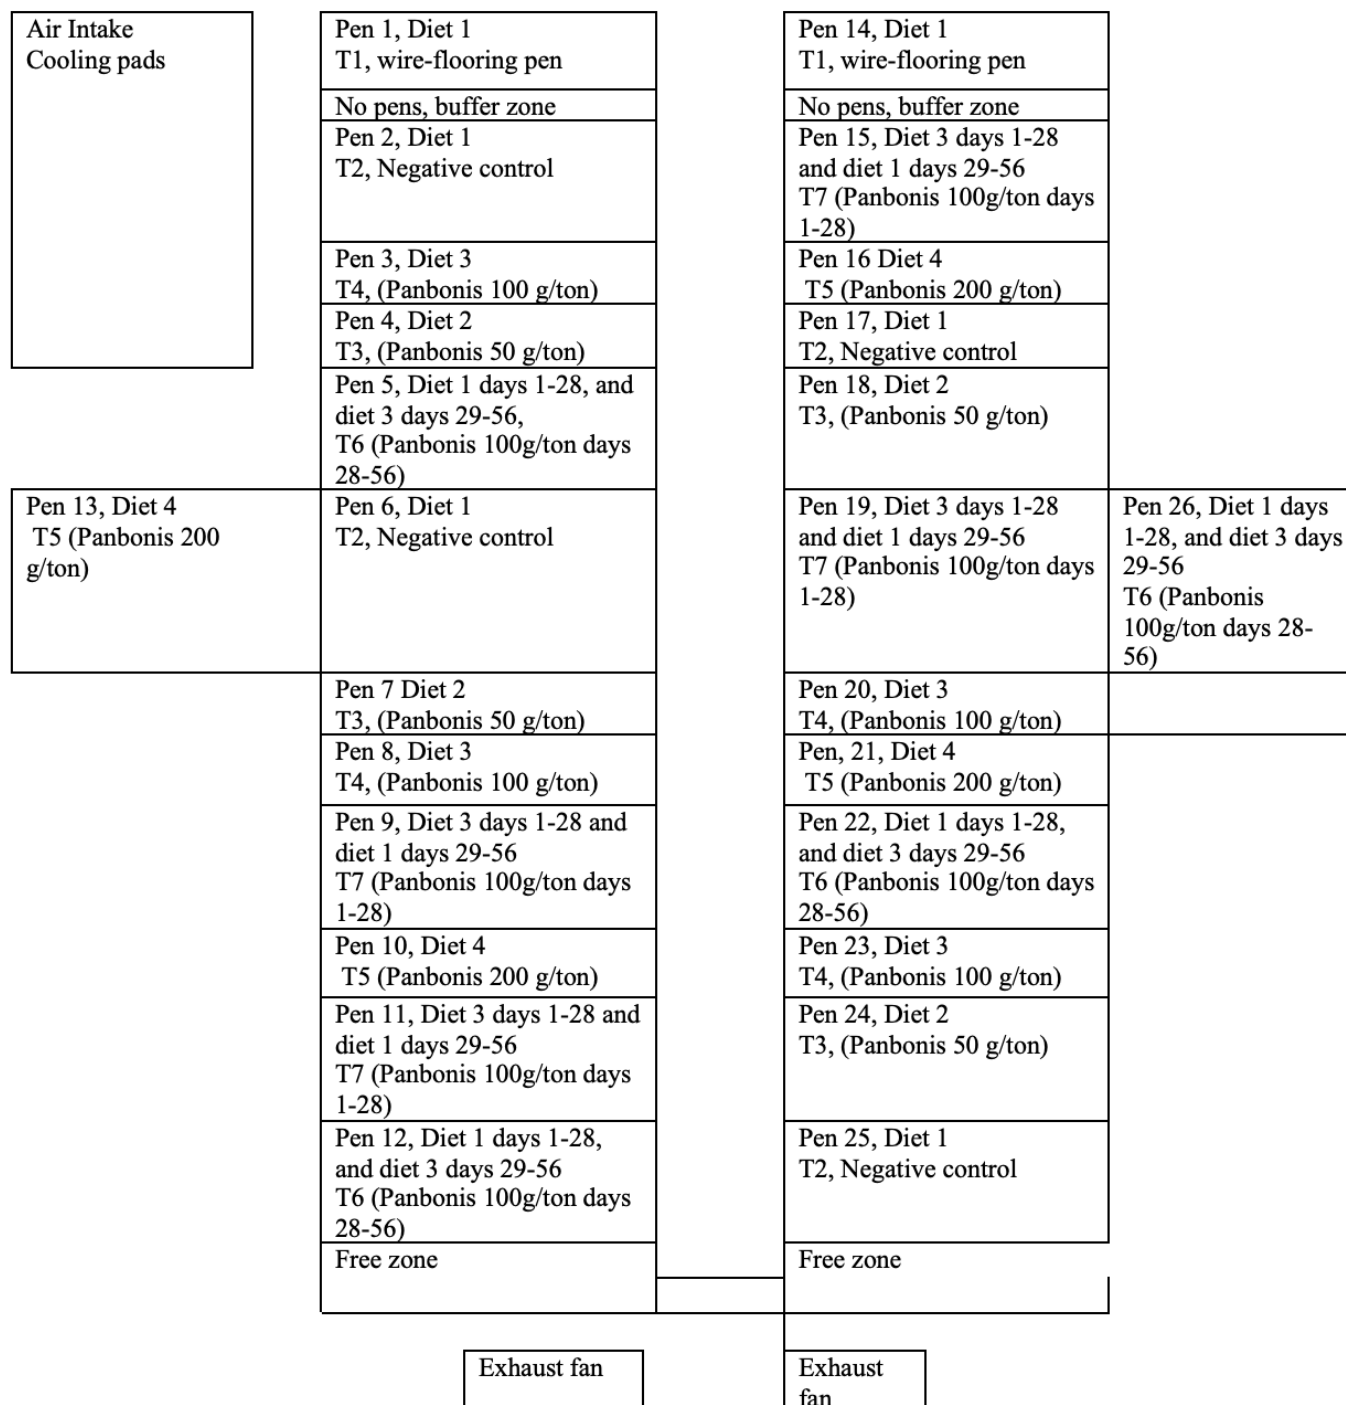 Air Intake
Cooling pads
Pen 1, Diet 1
T1, wire-flooring pen
No pens, buffer zone
Pen 2, Diet 1
T2, Negative control
Pen 3, Diet 3
T4, (Panbonis 100 g/ton)
Pen 4, Diet 2
T3, (Panbonis 50 g/ton)
Pen 5, Diet 1 days 1-28, and
diet 3 days 29-56,
T6 (Panbonis 100g/ton days
28-56)
Pen 13, Diet 4
T5 (Panbonis 200
g/ton)
Pen 6, Diet 1
T2, Negative control
Pen 7 Diet 2
T3, (Panbonis 50 g/ton)
Pen 8, Diet 3
T4, (Panbonis 100 g/ton)
Pen 9, Diet 3 days 1-28 and
diet 1 days 29-56
T7 (Panbonis 100g/ton days
1-28)
Pen 10, Diet 4
T5 (Panbonis 200 g/ton)
Pen 11, Diet 3 days 1-28 and
diet 1 days 29-56
T7 (Panbonis 100g/ton days
1-28)
Pen 12, Diet 1 days 1-28,
and diet 3 days 29-56
T6 (Panbonis 100g/ton days
28-56)
Free zone
Pen 14, Diet 1
T1, wire-flooring pen
No pens, buffer zone
Pen 15, Diet 3 days 1-28
and diet 1 days 29-56
T7 (Panbonis 100g/ton days
1-28)
Pen 16 Diet 4
T5 (Panbonis 200 g/ton)
Pen 17, Diet 1
T2, Negative control
Pen 18, Diet 2
T3, (Panbonis 50 g/ton)
Pen 19, Diet 3 days 1-28
and diet 1 days 29-56
T7 (Panbonis 100g/ton days
1-28)
Pen 26, Diet 1 days
1-28, and diet 3 days
29-56
T6 (Panbonis
100g/ton days 28-
56)
Pen 20, Diet 3
T4, (Panbonis 100 g/ton)
Pen, 21, Diet 4
T5 (Panbonis 200 g/ton)
Pen 22, Diet 1 days 1-28,
and diet 3 days 29-56
T6 (Panbonis 100g/ton days
28-56)
Pen 23, Diet 3
T4, (Panbonis 100 g/ton)
Pen 24, Diet 2
T3, (Panbonis 50 g/ton)
Pen 25, Diet 1
T2, Negative control
Free zone
Exhaust fan
Exhaust
fan